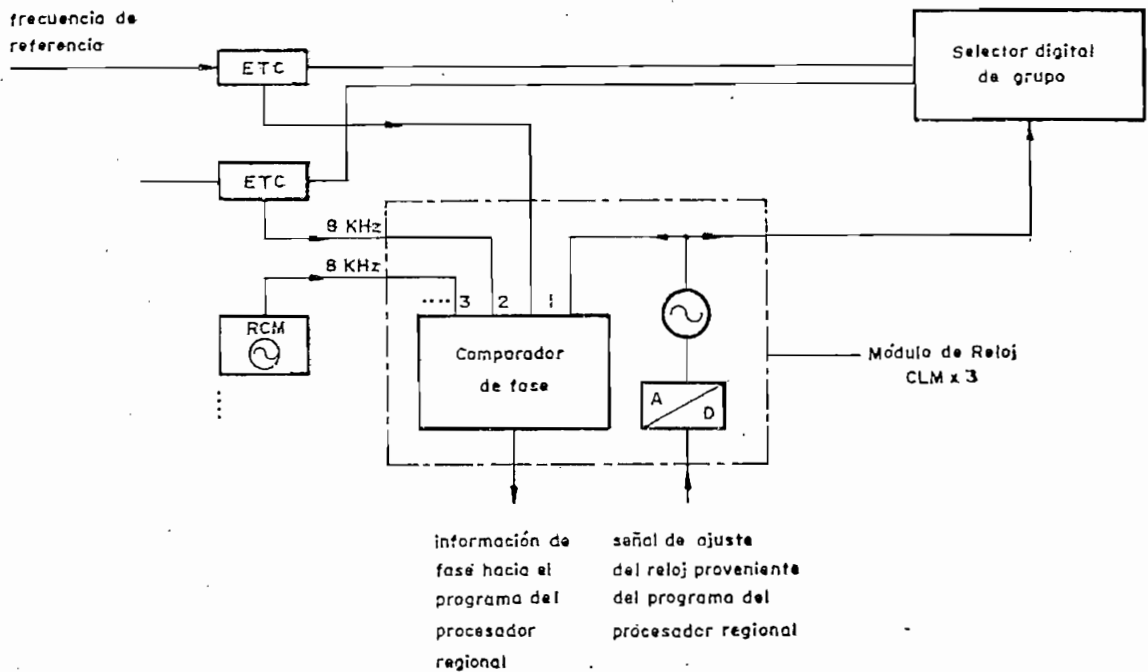 frecuencia de
referencia
ETC
Selector digital
de grupo
ETC
8 KHz
8 KHz
.... 3 2 1
RCM
Comparador
de fase
A
D
Módulo de Reloj
CLM x 3
información de
fase hacia el
programa del
procesador
regional
señal de ajuste
del reloj proveniente
del programa del
procesador regional